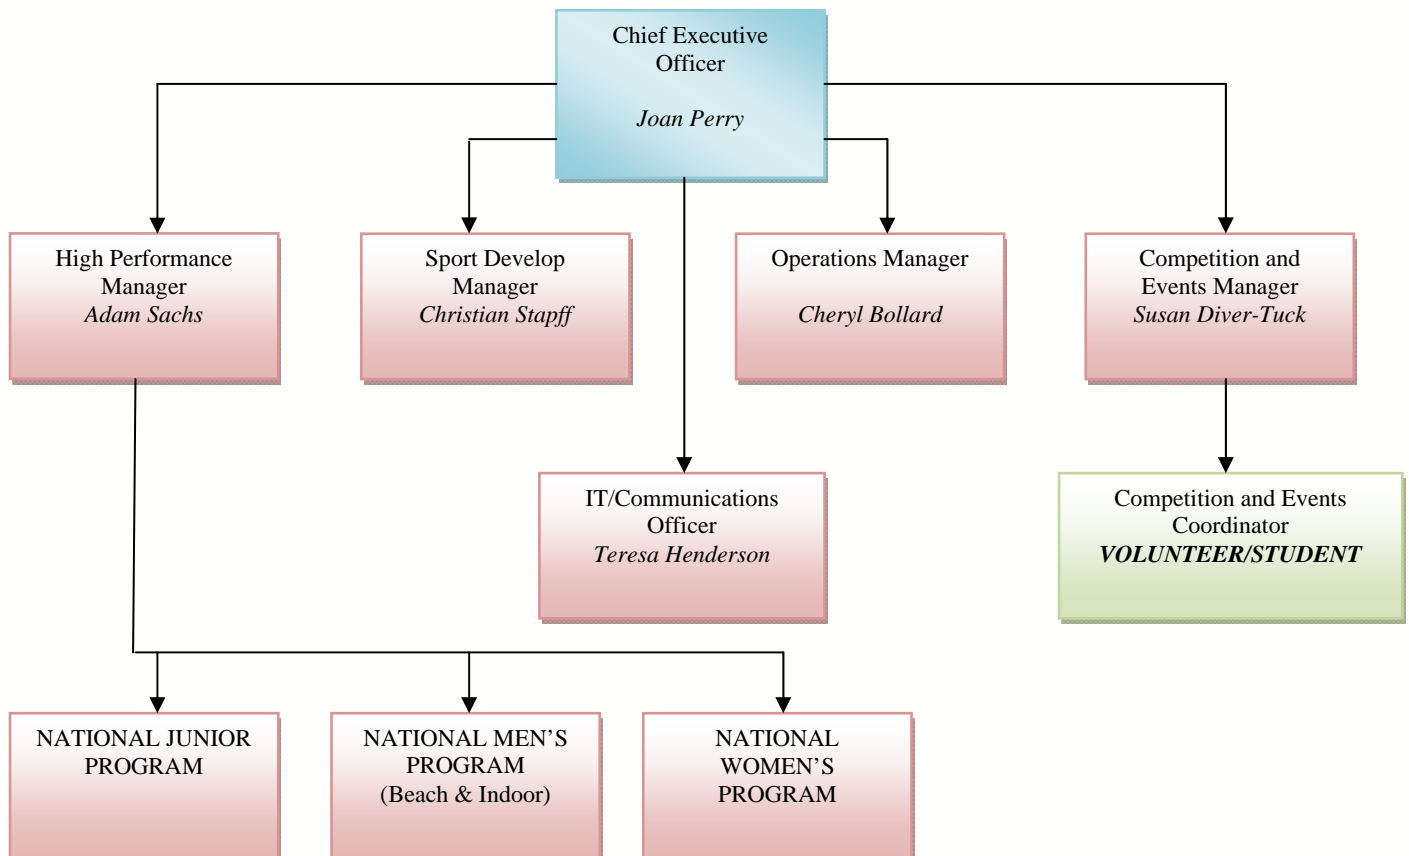 Chief Executive
Officer
Joan Perry
High Performance
Manager
Adam Sachs
Sport Develop
Manager
Christian Stapff
Operations Manager
Cheryl Bollard
Competition and
Events Manager
Susan Diver-Tuck
IT/Communications
Officer
Teresa Henderson
Competition and Events
Coordinator
VOLUNTEER/STUDENT
NATIONAL JUNIOR
PROGRAM
NATIONAL MEN’S
PROGRAM
(Beach & Indoor)
NATIONAL
WOMEN’S
PROGRAM